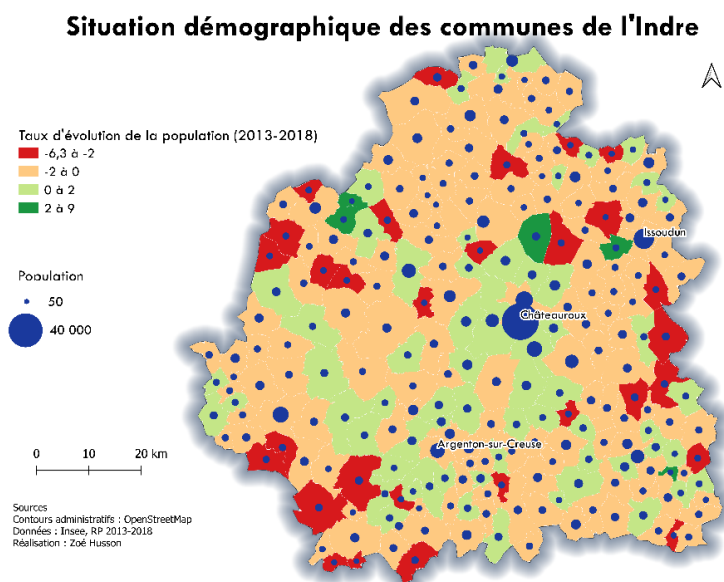 Situation démographique des communes de l'Indre
Taux d'évolution de la population (2013-2018)
-6,3 à -2
-2 à 0
0 à 2
2 à 9
Population
50
40 000
Issoudun
Châteauroux
Argenton-sur-Creuse
0 10 20 km
Sources
Contours administratifs : OpenStreetMap
Données : Insee, RP 2013-2018
Réalisation : Zoé Husson